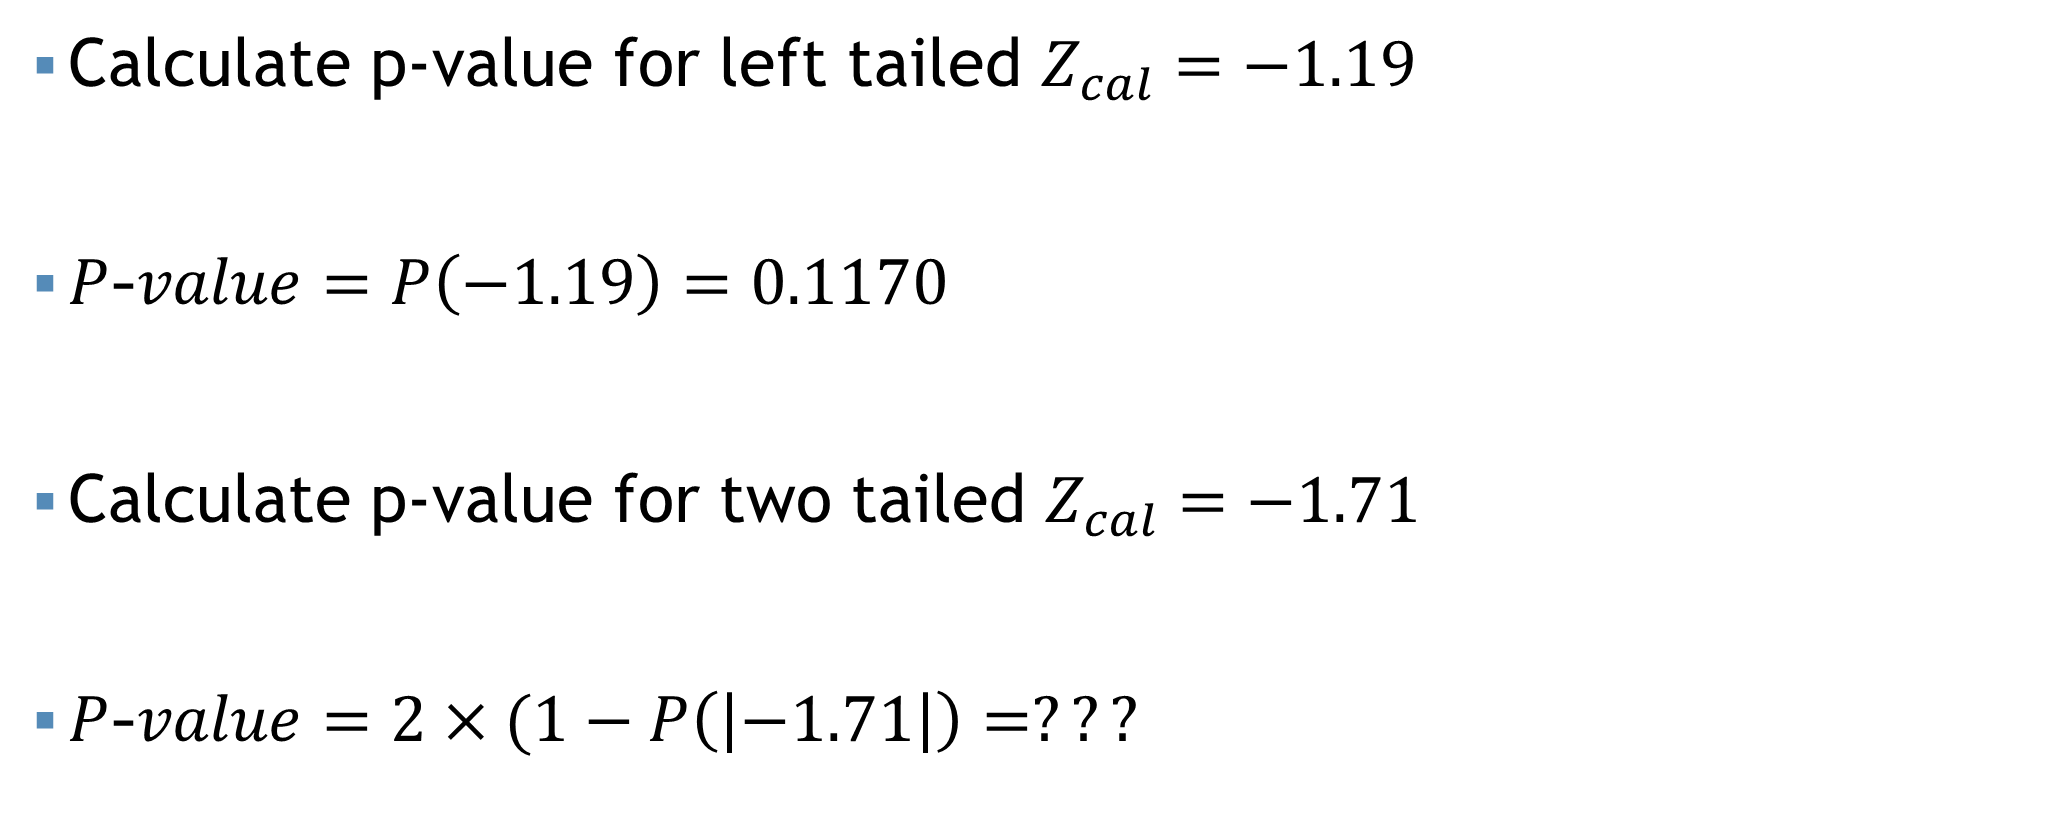 ▪ Calculate p-value for left tailed Z_cal = −1.19
▪ P-value = P(−1.19) = 0.1170
▪ Calculate p-value for two tailed Z_cal = −1.71
▪ P-value = 2 × (1 − P(|−1.71|) =???